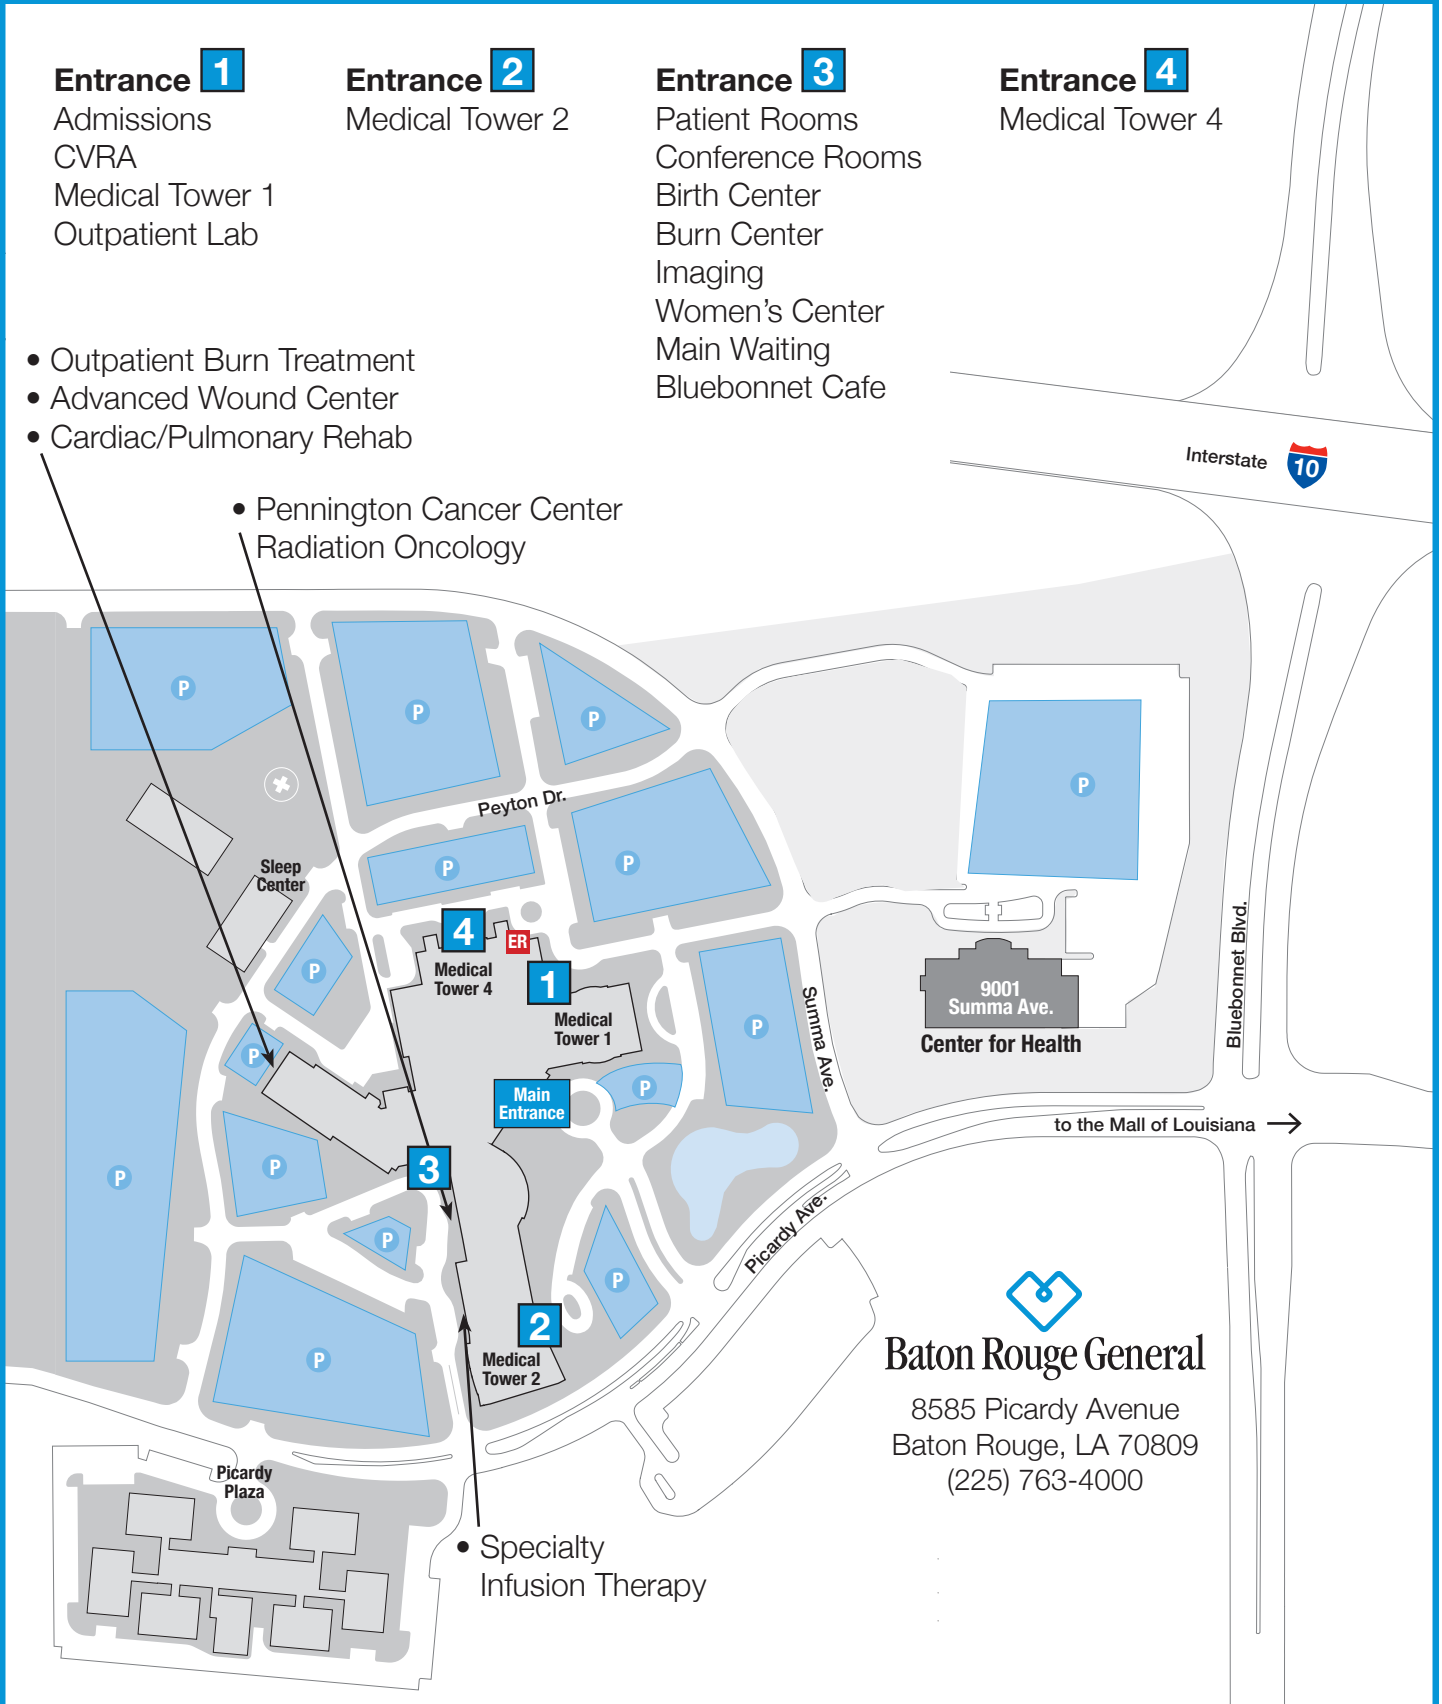 Entrance 1
Admissions
CVRA
Medical Tower 1
Outpatient Lab
Entrance 2
Medical Tower 2
Entrance 3
Patient Rooms
Conference Rooms
Birth Center
Burn Center
Imaging
Women's Center
Main Waiting
Bluebonnet Cafe
Entrance 4
Medical Tower 4
• Outpatient Burn Treatment
• Advanced Wound Center
• Cardiac/Pulmonary Rehab
• Pennington Cancer Center
Radiation Oncology
Interstate 10
P
P
P
P
Peyton Dr.
P
P
Sleep
Center
4
ER
Medical
Tower 4
1
Medical
Tower 1
P
P
P
Summa Ave.
9001
Summa Ave.
Center for Health
Bluebonnet Blvd.
P
Main
Entrance
P
to the Mall of Louisiana
3
P
P
P
Picardy Ave.
P
2
Medical
Tower 2
P
Baton Rouge General
8585 Picardy Avenue
Baton Rouge, LA 70809
(225) 763-4000
Picardy
Plaza
• Specialty
Infusion Therapy